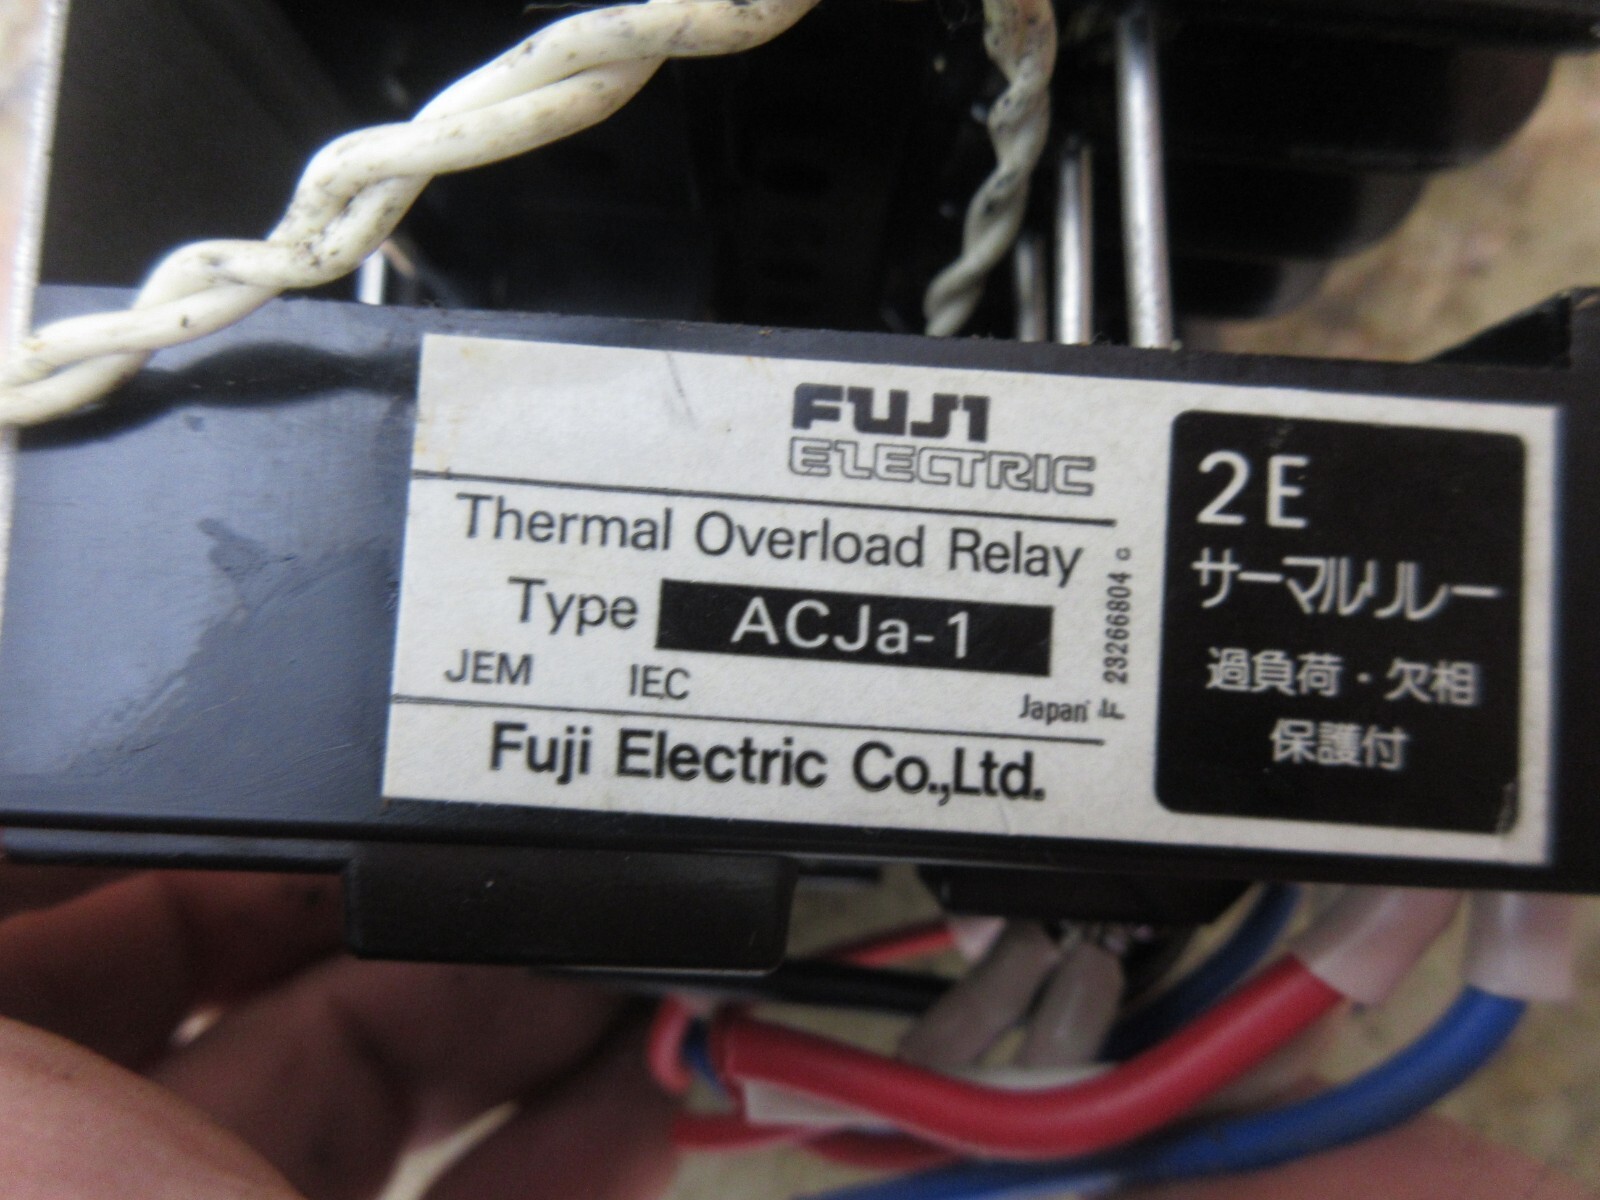 FUJI
ELECTRIC
Thermal Overload Relay
Type ACJa-1
JEM IEC
Japan
F 23266804 c
Fuji Electric Co.,Ltd.
2E
サーマルリレー
過負荷・欠相
保護付